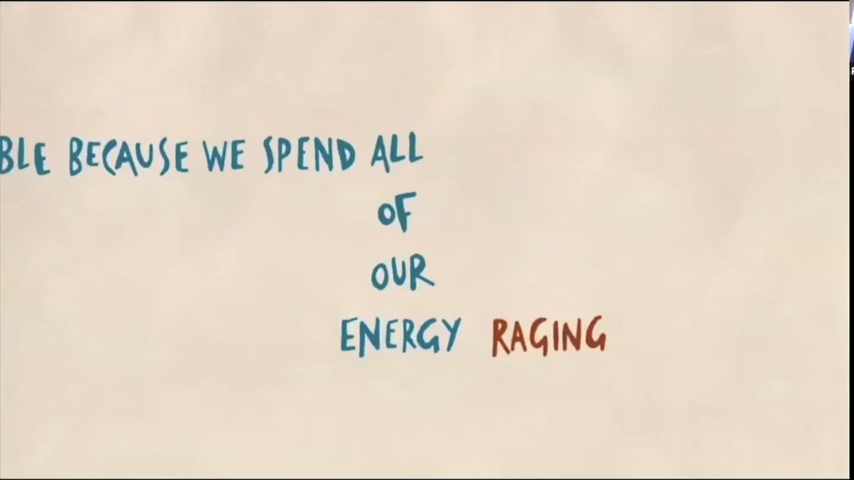 BLE BECAUSE WE SPEND ALL
OF
OUR
ENERGY RAGING